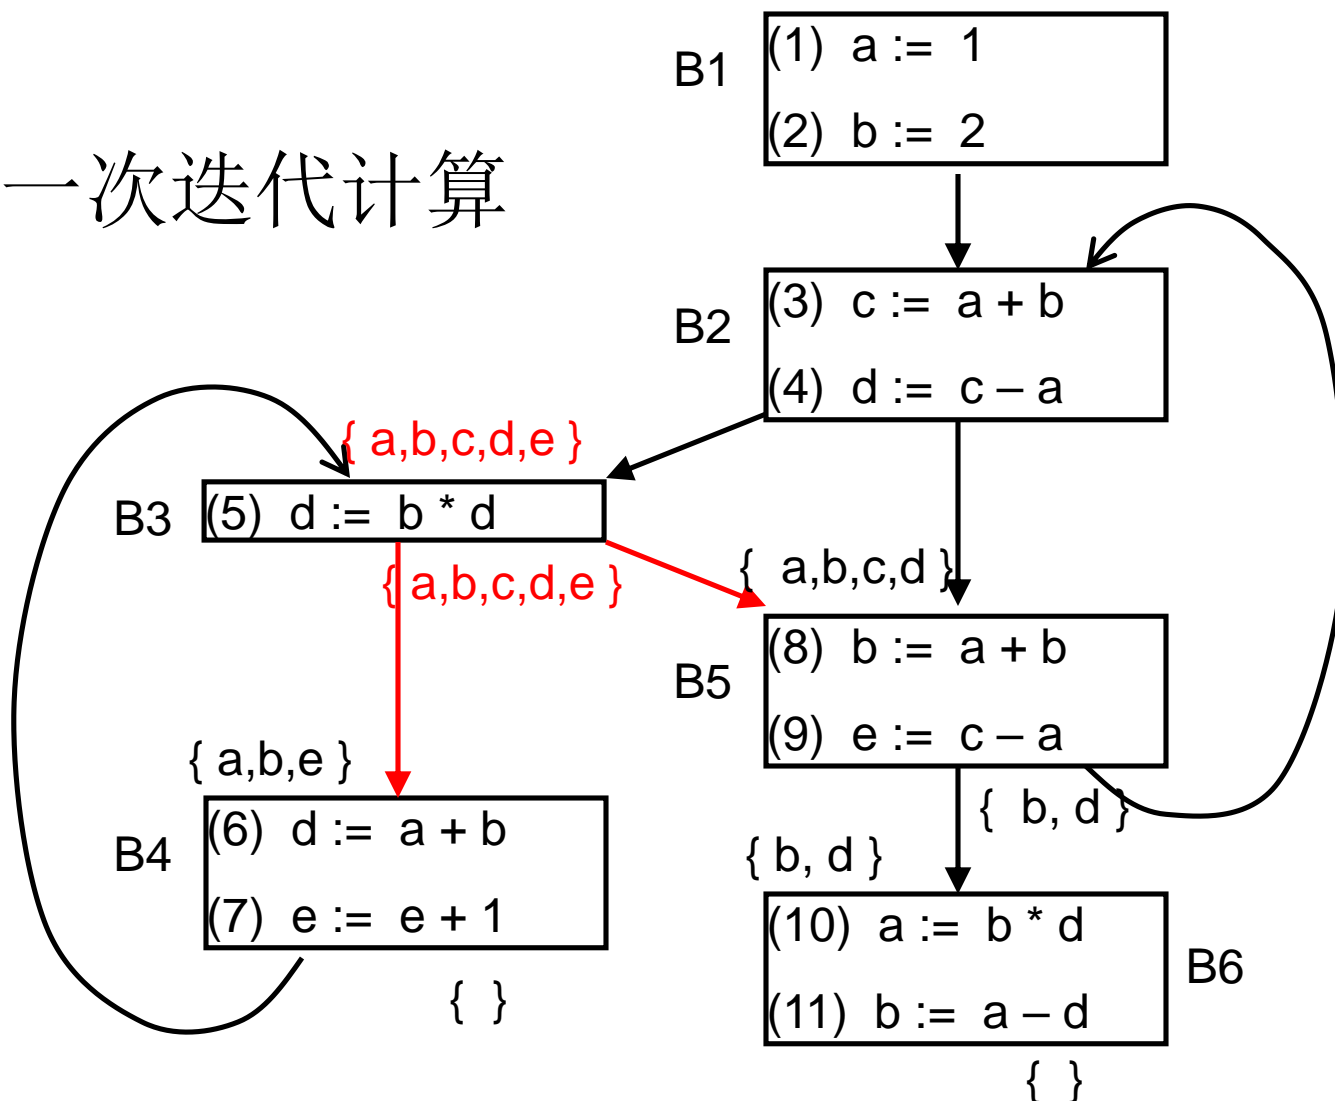 一次迭代计算
B1
(1) a := 1
(2) b := 2
B2
(3) c := a + b
(4) d := c – a
{ a,b,c,d,e }
B3
(5) d := b * d
{ a,b,c,d,e }
{ a,b,c,d }
B5
(8) b := a + b
(9) e := c – a
{ b, d }
{ a,b,e }
B4
(6) d := a + b
(7) e := e + 1
{ }
{ b, d }
(10) a := b * d
(11) b := a – d
B6
{ }